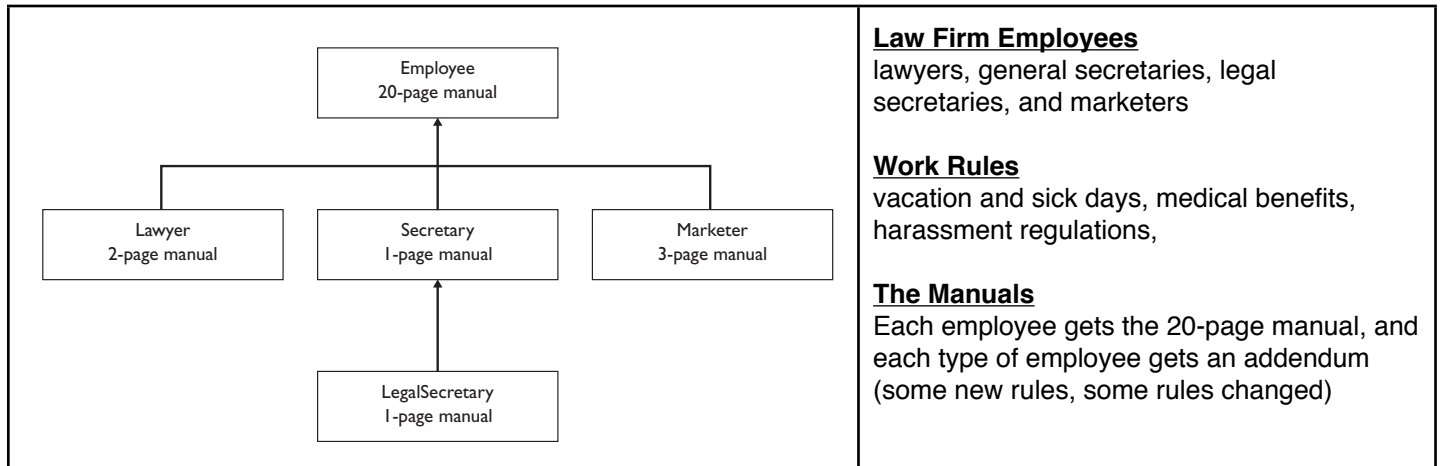 Employee
20-page manual
Lawyer
2-page manual
Secretary
1-page manual
Marketer
3-page manual
LegalSecretary
1-page manual
Law Firm Employees
lawyers, general secretaries, legal
secretaries, and marketers
Work Rules
vacation and sick days, medical benefits,
harassment regulations,
The Manuals
Each employee gets the 20-page manual, and
each type of employee gets an addendum
(some new rules, some rules changed)